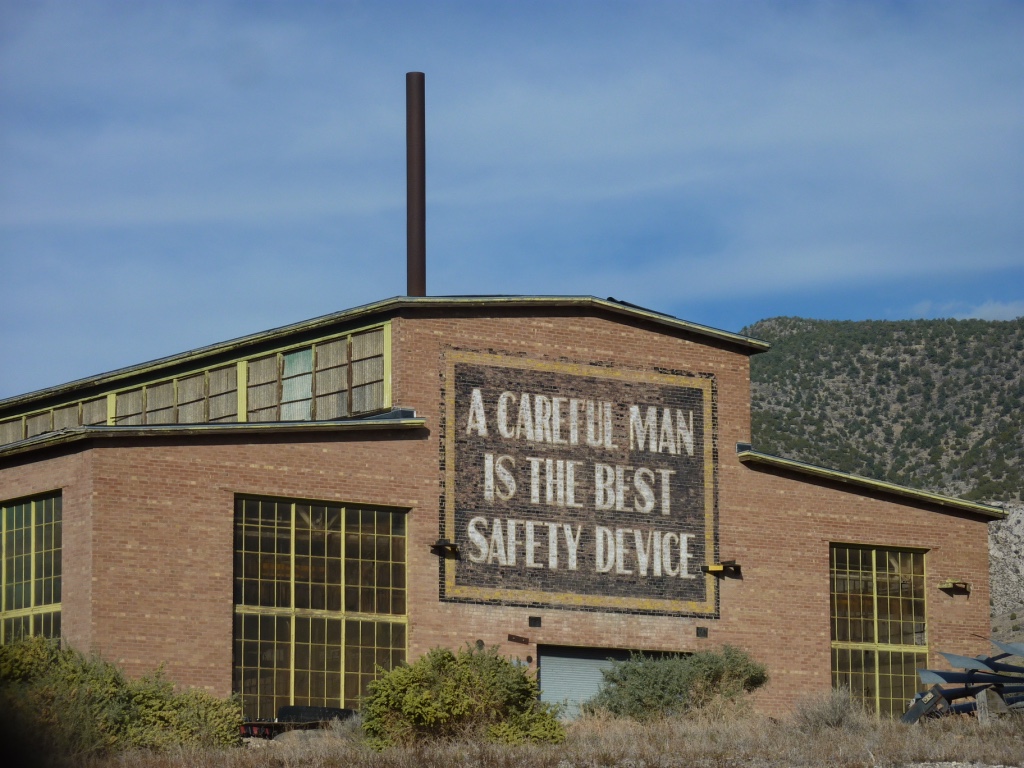 A CAREFUL MAN
IS THE BEST
SAFETY DEVICE